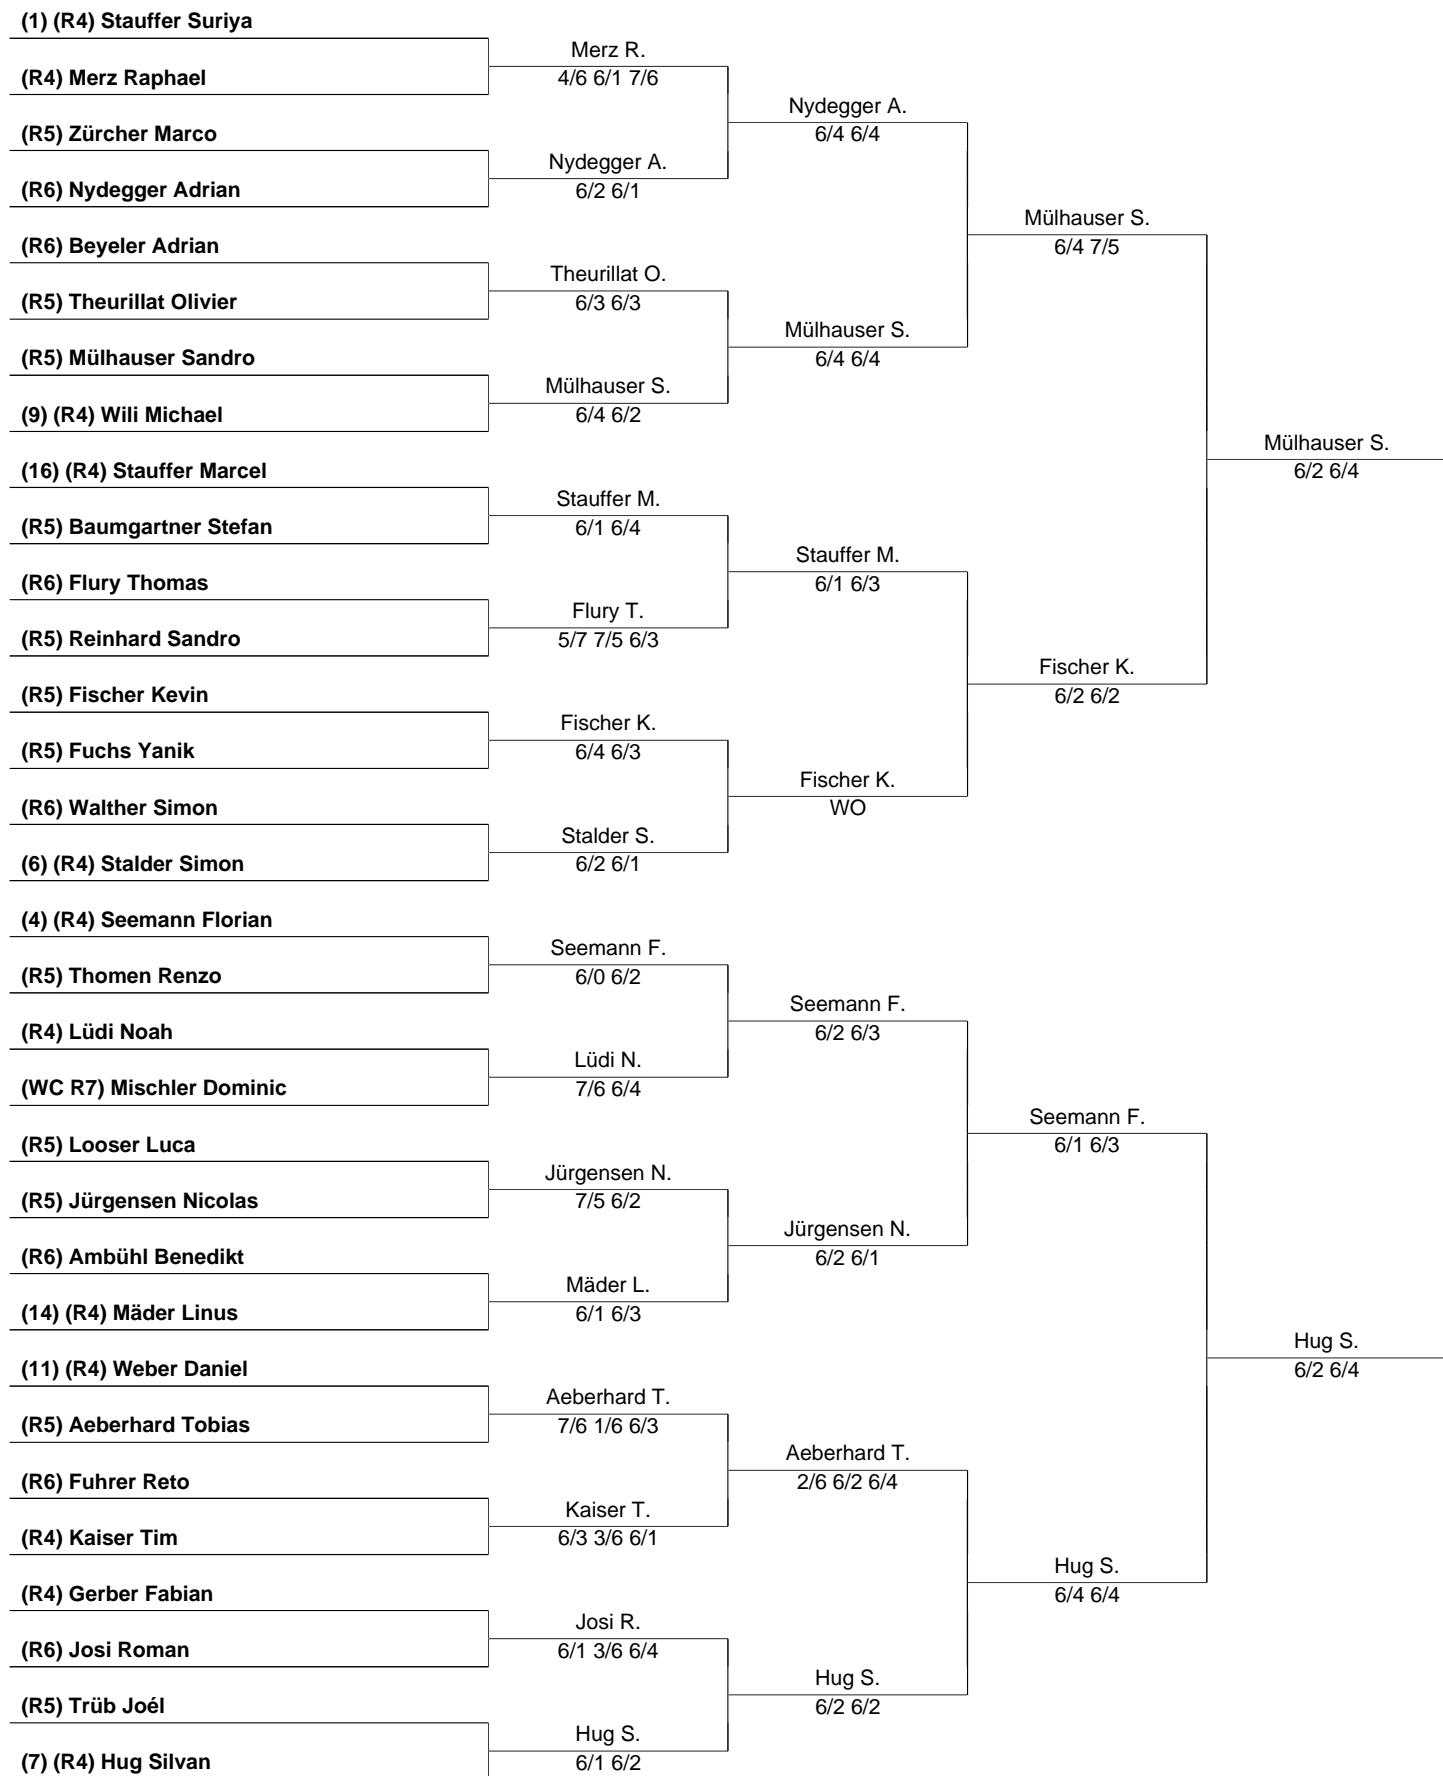 (1) (R4) Stauffer Suriya
Merz R.
(R4) Merz Raphael
4/6 6/1 7/6
Nydegger A.
(R5) Zürcher Marco
6/4 6/4
Nydegger A.
(R6) Nydegger Adrian
6/2 6/1
Mülhauser S.
(R6) Beyeler Adrian
6/4 7/5
Theurillat O.
(R5) Theurillat Olivier
6/3 6/3
Mülhauser S.
(R5) Mülhauser Sandro
6/4 6/4
Mülhauser S.
(9) (R4) Wili Michael
6/4 6/2
Mülhauser S.
(16) (R4) Stauffer Marcel
6/2 6/4
Stauffer M.
(R5) Baumgartner Stefan
6/1 6/4
Stauffer M.
(R6) Flury Thomas
6/1 6/3
Flury T.
(R5) Reinhard Sandro
5/7 7/5 6/3
Fischer K.
(R5) Fischer Kevin
6/2 6/2
Fischer K.
(R5) Fuchs Yanik
6/4 6/3
Fischer K.
(R6) Walther Simon
WO
Stalder S.
(6) (R4) Stalder Simon
6/2 6/1
(4) (R4) Seemann Florian
Seemann F.
(R5) Thomen Renzo
6/0 6/2
Seemann F.
(R4) Lüdi Noah
6/2 6/3
Lüdi N.
(WC R7) Mischler Dominic
7/6 6/4
Seemann F.
(R5) Looser Luca
6/1 6/3
Jürgensen N.
(R5) Jürgensen Nicolas
7/5 6/2
Jürgensen N.
(R6) Ambühl Benedikt
6/2 6/1
Mäder L.
(14) (R4) Mäder Linus
6/1 6/3
Hug S.
(11) (R4) Weber Daniel
6/2 6/4
Aeberhard T.
(R5) Aeberhard Tobias
7/6 1/6 6/3
Aeberhard T.
(R6) Fuhrer Reto
2/6 6/2 6/4
Kaiser T.
(R4) Kaiser Tim
6/3 3/6 6/1
Hug S.
(R4) Gerber Fabian
6/4 6/4
Josi R.
(R6) Josi Roman
6/1 3/6 6/4
Hug S.
(R5) Trüb Joél
6/2 6/2
Hug S.
(7) (R4) Hug Silvan
6/1 6/2